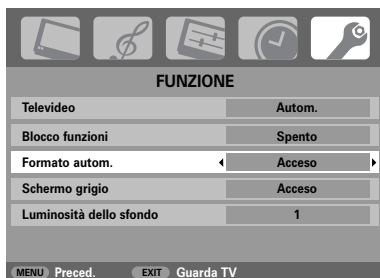 FUNZIONE
Televideo Autom.
Blocco funzioni Spento
Formato autom. Acceso
Schermo grigio Acceso
Luminosità dello sfondo 1
MENU Preced. EXIT Guarda TV